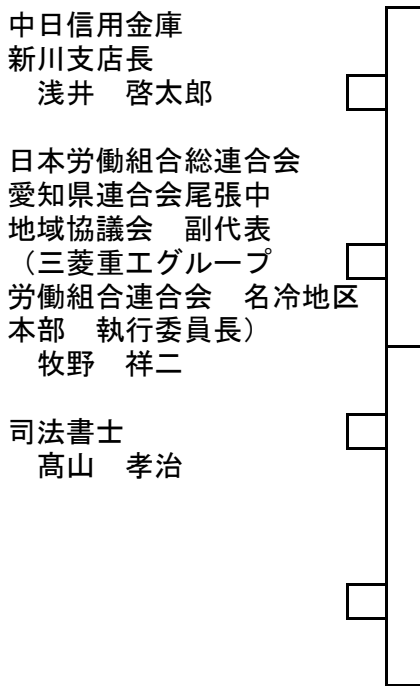 中日信用金庫
新川支店長
　浅井　啓太郎
日本労働組合総連合会
愛知県連合会尾張中
地域協議会　副代表
（三菱重工グループ
労働組合連合会　名冷地区
本部　執行委員長）
　牧野　祥二
司法書士
　髙山　孝治